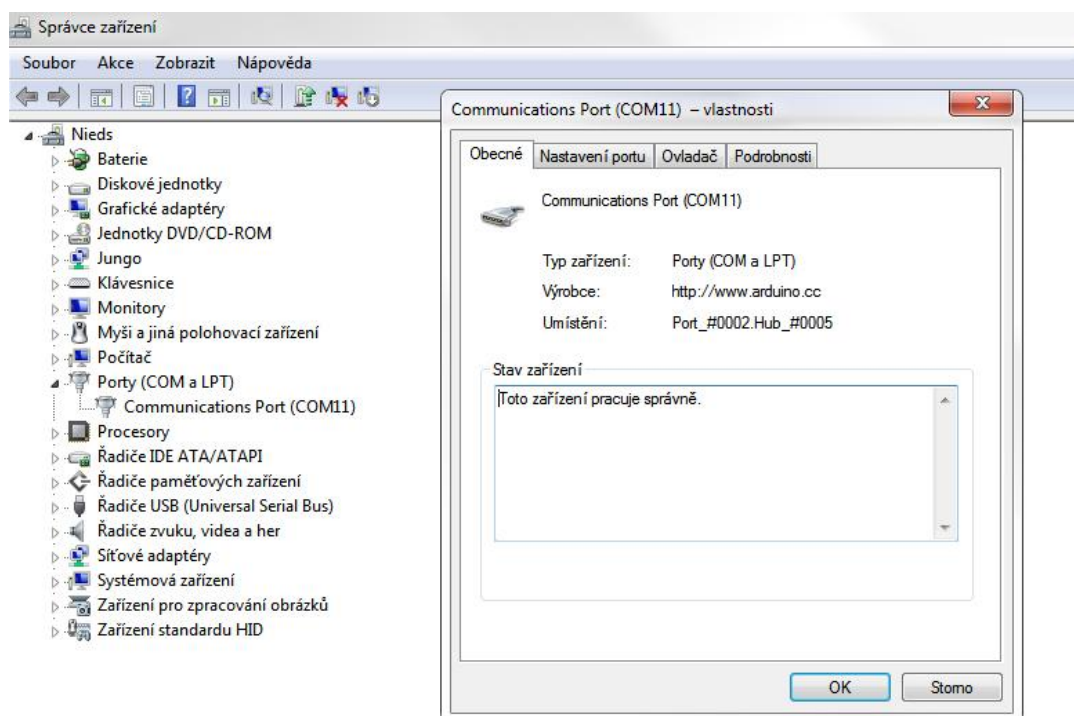 Správce zařízení
Soubor Akce Zobrazit Nápověda
Nieds
Baterie
Diskové jednotky
Grafické adaptéry
Jednotky DVD/CD-ROM
Jungo
Klávesnice
Monitory
Myši a jiná polohovací zařízení
Počítač
Porty (COM a LPT)
Communications Port (COM11)
Procesory
Řadiče IDE ATA/ATAPI
Řadiče paměťových zařízení
Řadiče USB (Universal Serial Bus)
Řadiče zvuku, videa a her
Síťové adaptéry
Systémová zařízení
Zařízení pro zpracování obrázků
Zařízení standardu HID
Communications Port (COM11) – vlastnosti
Obecné Nastavení portu Ovladač Podrobnosti
Communications Port (COM11)
Typ zařízení: Porty (COM a LPT)
Výrobce: http://www.arduino.cc
Umístění: Port_#0002.Hub_#0005
Stav zařízení
Toto zařízení pracuje správně.
OK Storno